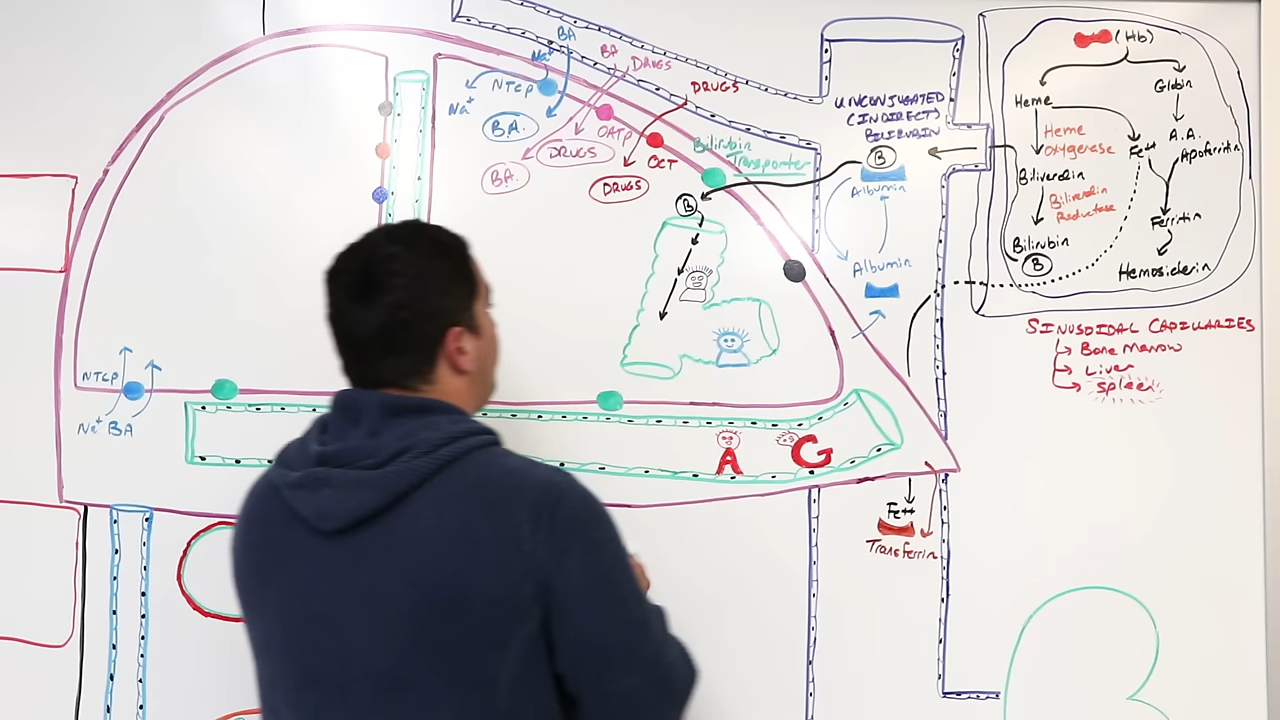 BA
Na+
NTCP
Na+
B.A.
BA
DRUGS
OATP
DRUGS
B.A.
DRUGS
OCT
DRUGS
Bilirubin
Transporter
B
UNCONJUGATED
(INDIRECT)
BILIRUBIN
B
Albumin
Albumin
(Hb)
Heme
Globin
Heme
Oxygenase
Fe++
A.A.
Apoferritin
Biliverdin
Biliverdin
Reductase
Ferritin
Bilirubin
B
Hemosiderin
SINUSOIDAL CAPILLARIES
Bone Marrow
Liver
Spleen
NTCP
Na+ BA
A
G
Fe++
Transferrin